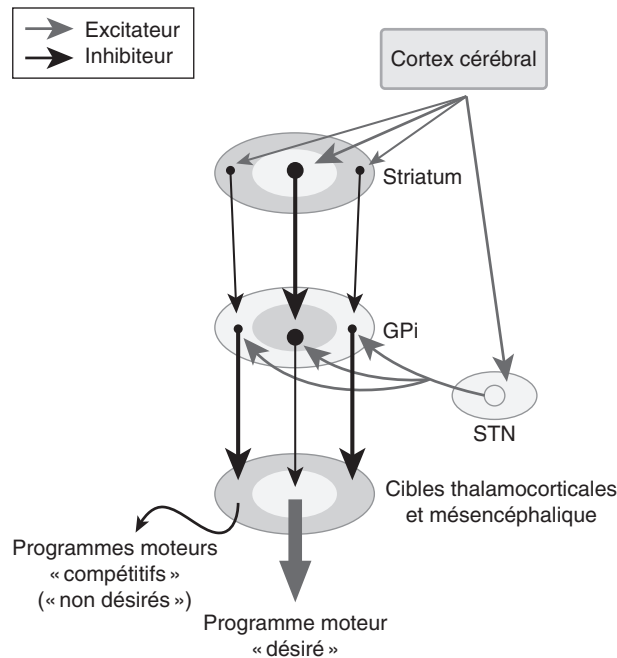 Excitateur
Inhibiteur
Cortex cérébral
Striatum
GPi
STN
Cibles thalamocorticales
et mésencéphalique
Programmes moteurs
« compétitifs »
(« non désirés »)
Programme moteur
« désiré »